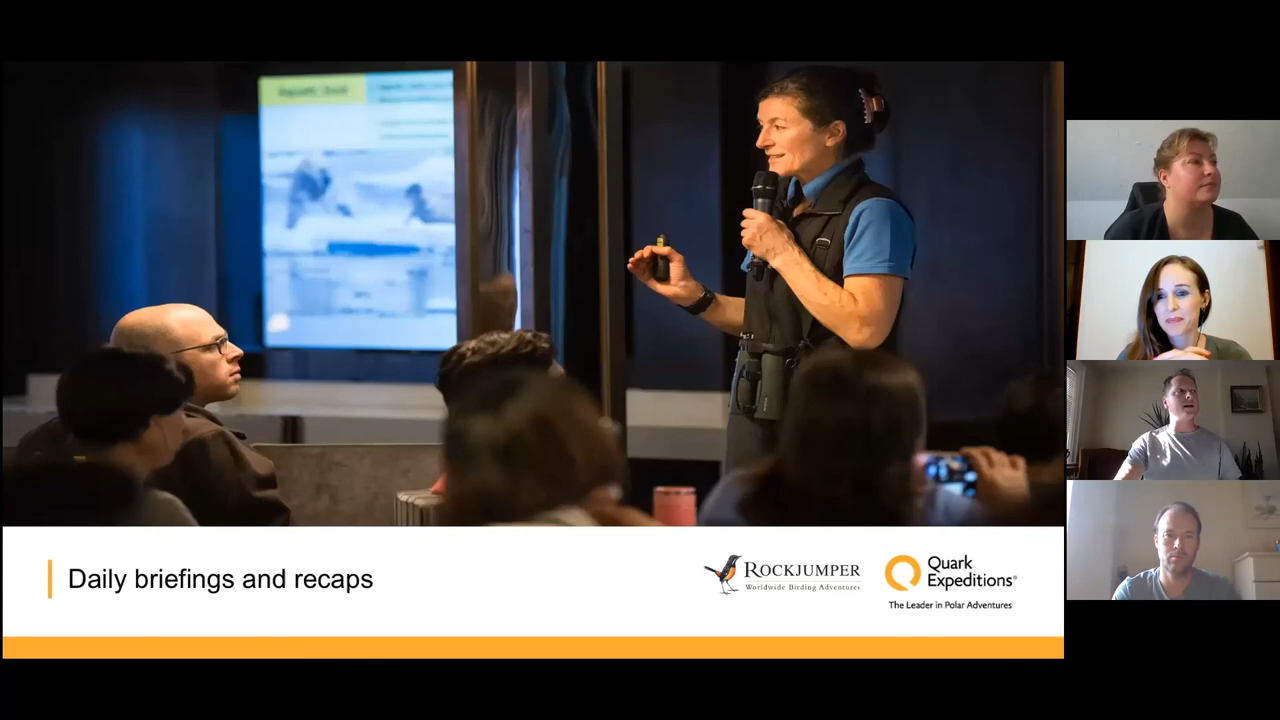 Daily briefings and recaps
ROCKJUMPER
Worldwide Birding Adventures
Quark
Expeditions®
The Leader in Polar Adventures